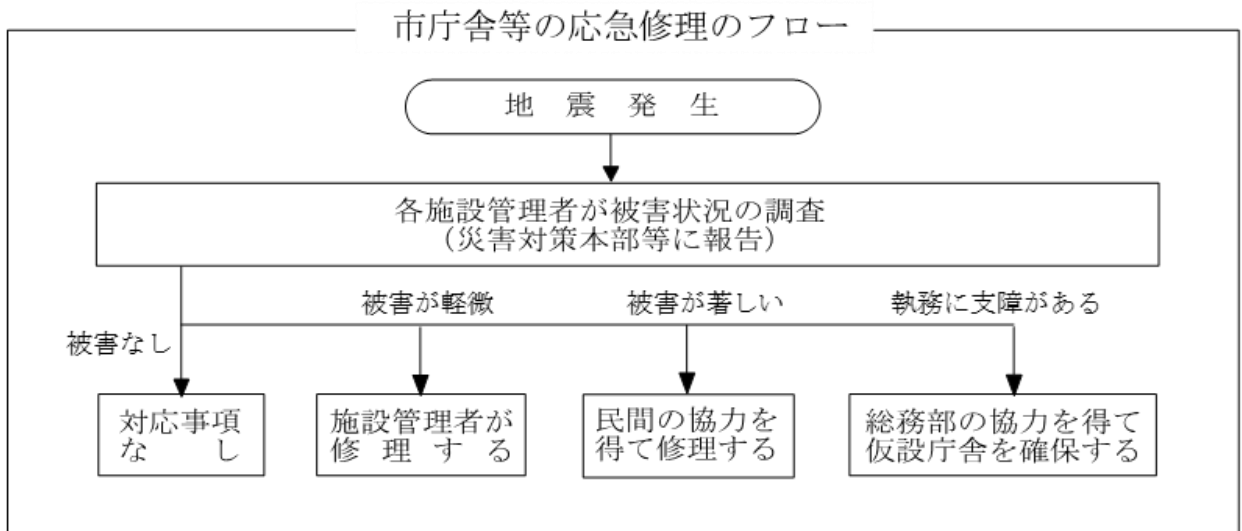 市庁舎等の応急修理のフロー
地震発生
各施設管理者が被害状況の調査
（災害対策本部等に報告）
被害なし
被害が軽微
被害が著しい
執務に支障がある
対応事項
なし
施設管理者が
修理する
民間の協力を
得て修理する
総務部の協力を得て
仮設庁舎を確保する